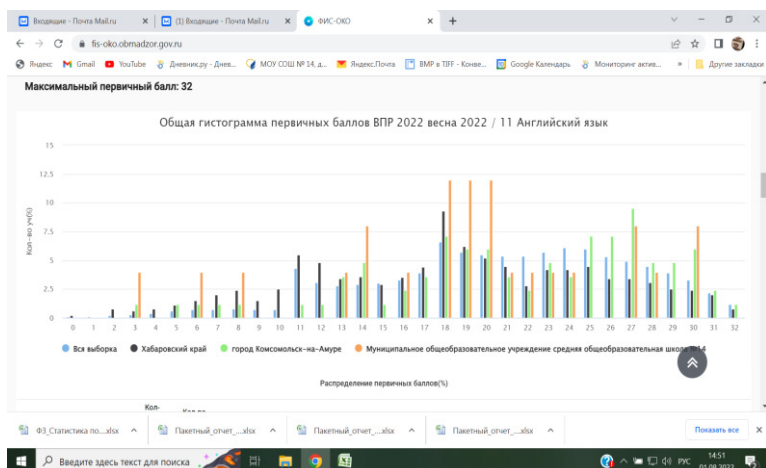 Входящие - Почта Mail.ru
(1) Входящие - Почта Mail.ru
ФИС-ОКО
fis-oko.obrnadzor.gov.ru
Яндекс Gmail YouTube Дневник.ру - Днев... МОУ СОШ № 14, д... Яндекс.Почта BMP в TIFF - Конве... Google Календарь Мониторинг актив... » Другие закладки
Максимальный первичный балл: 32
Общая гистограмма первичных баллов ВПР 2022 весна 2022 / 11 Английский язык
Кол-во уч(%)
15
12.5
10
7.5
5
2.5
0
0 1 2 3 4 5 6 7 8 9 10 11 12 13 14 15 16 17 18 19 20 21 22 23 24 25 26 27 28 29 30 31 32
Вся выборка Хабаровский край город Комсомольск-на-Амуре Муниципальное общеобразовательное учреждение средняя общеобразовательная школа №14
Распределение первичных баллов(%)
Кол-
Ф3_Статистика по....xlsx Пакетный_отчет_....xlsx Пакетный_отчет_....xlsx Пакетный_отчет_....xlsx Показать все
Введите здесь текст для поиска
РУС
14:51
01.08.2022